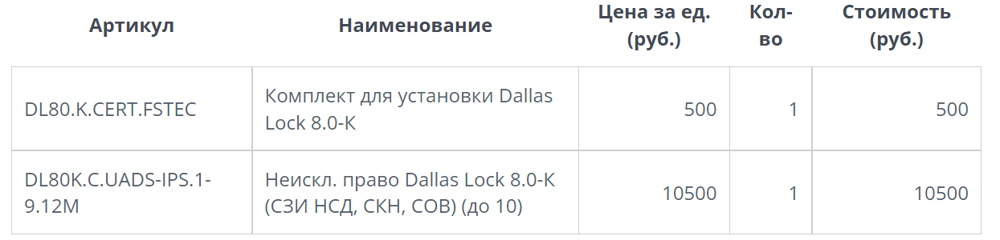 Артикул
Наименование
Цена за ед.
(руб.)
Кол-
во
Стоимость
(руб.)
DL80.K.CERT.FSTEC
Комплект для установки Dallas
Lock 8.0-К
500
1
500
DL80K.C.UADS-IPS.1-
9.12M
Неискл. право Dallas Lock 8.0-К
(СЗИ НСД, СКН, СОВ) (до 10)
10500
1
10500